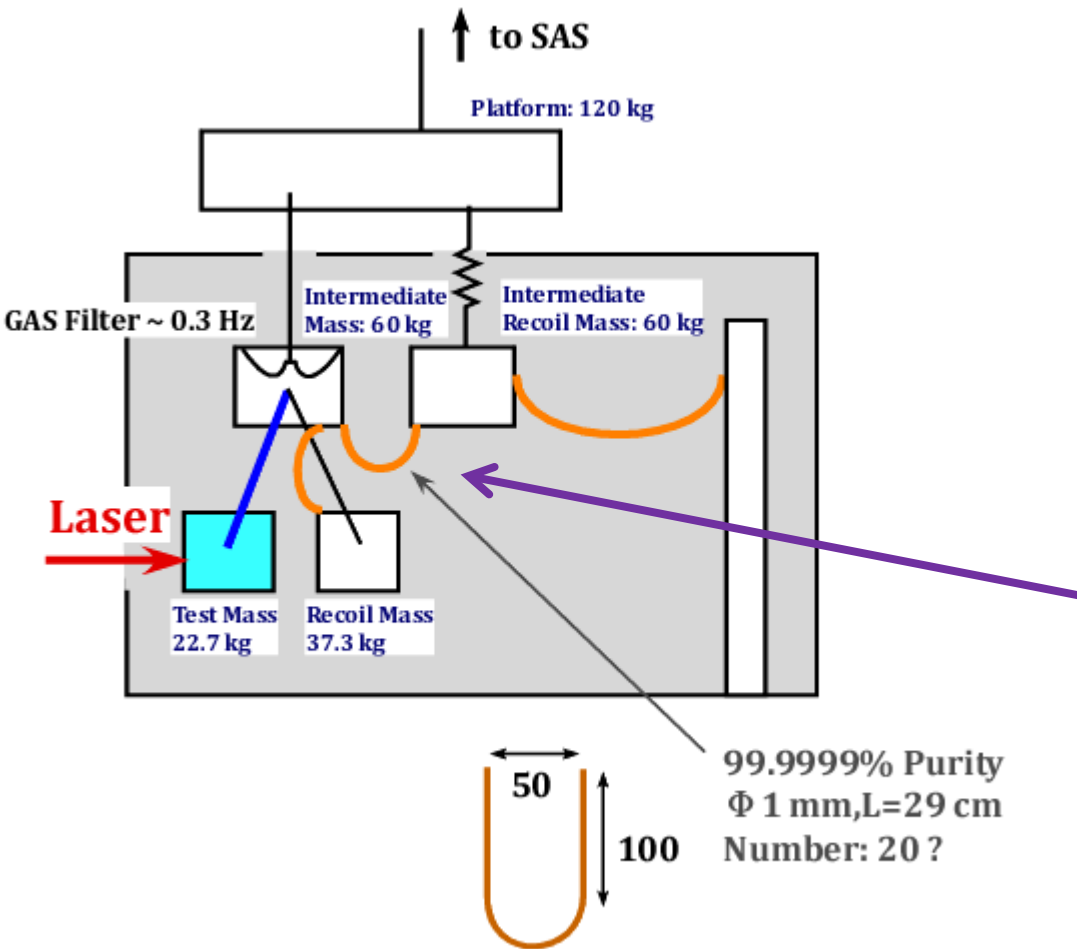 to SAS
Platform: 120 kg
GAS Filter ~ 0.3 Hz
Intermediate
Mass: 60 kg
Intermediate
Recoil Mass: 60 kg
Laser
Test Mass
22.7 kg
Recoil Mass
37.3 kg
50
100
99.9999% Purity
Φ 1 mm,L=29 cm
Number: 20 ?